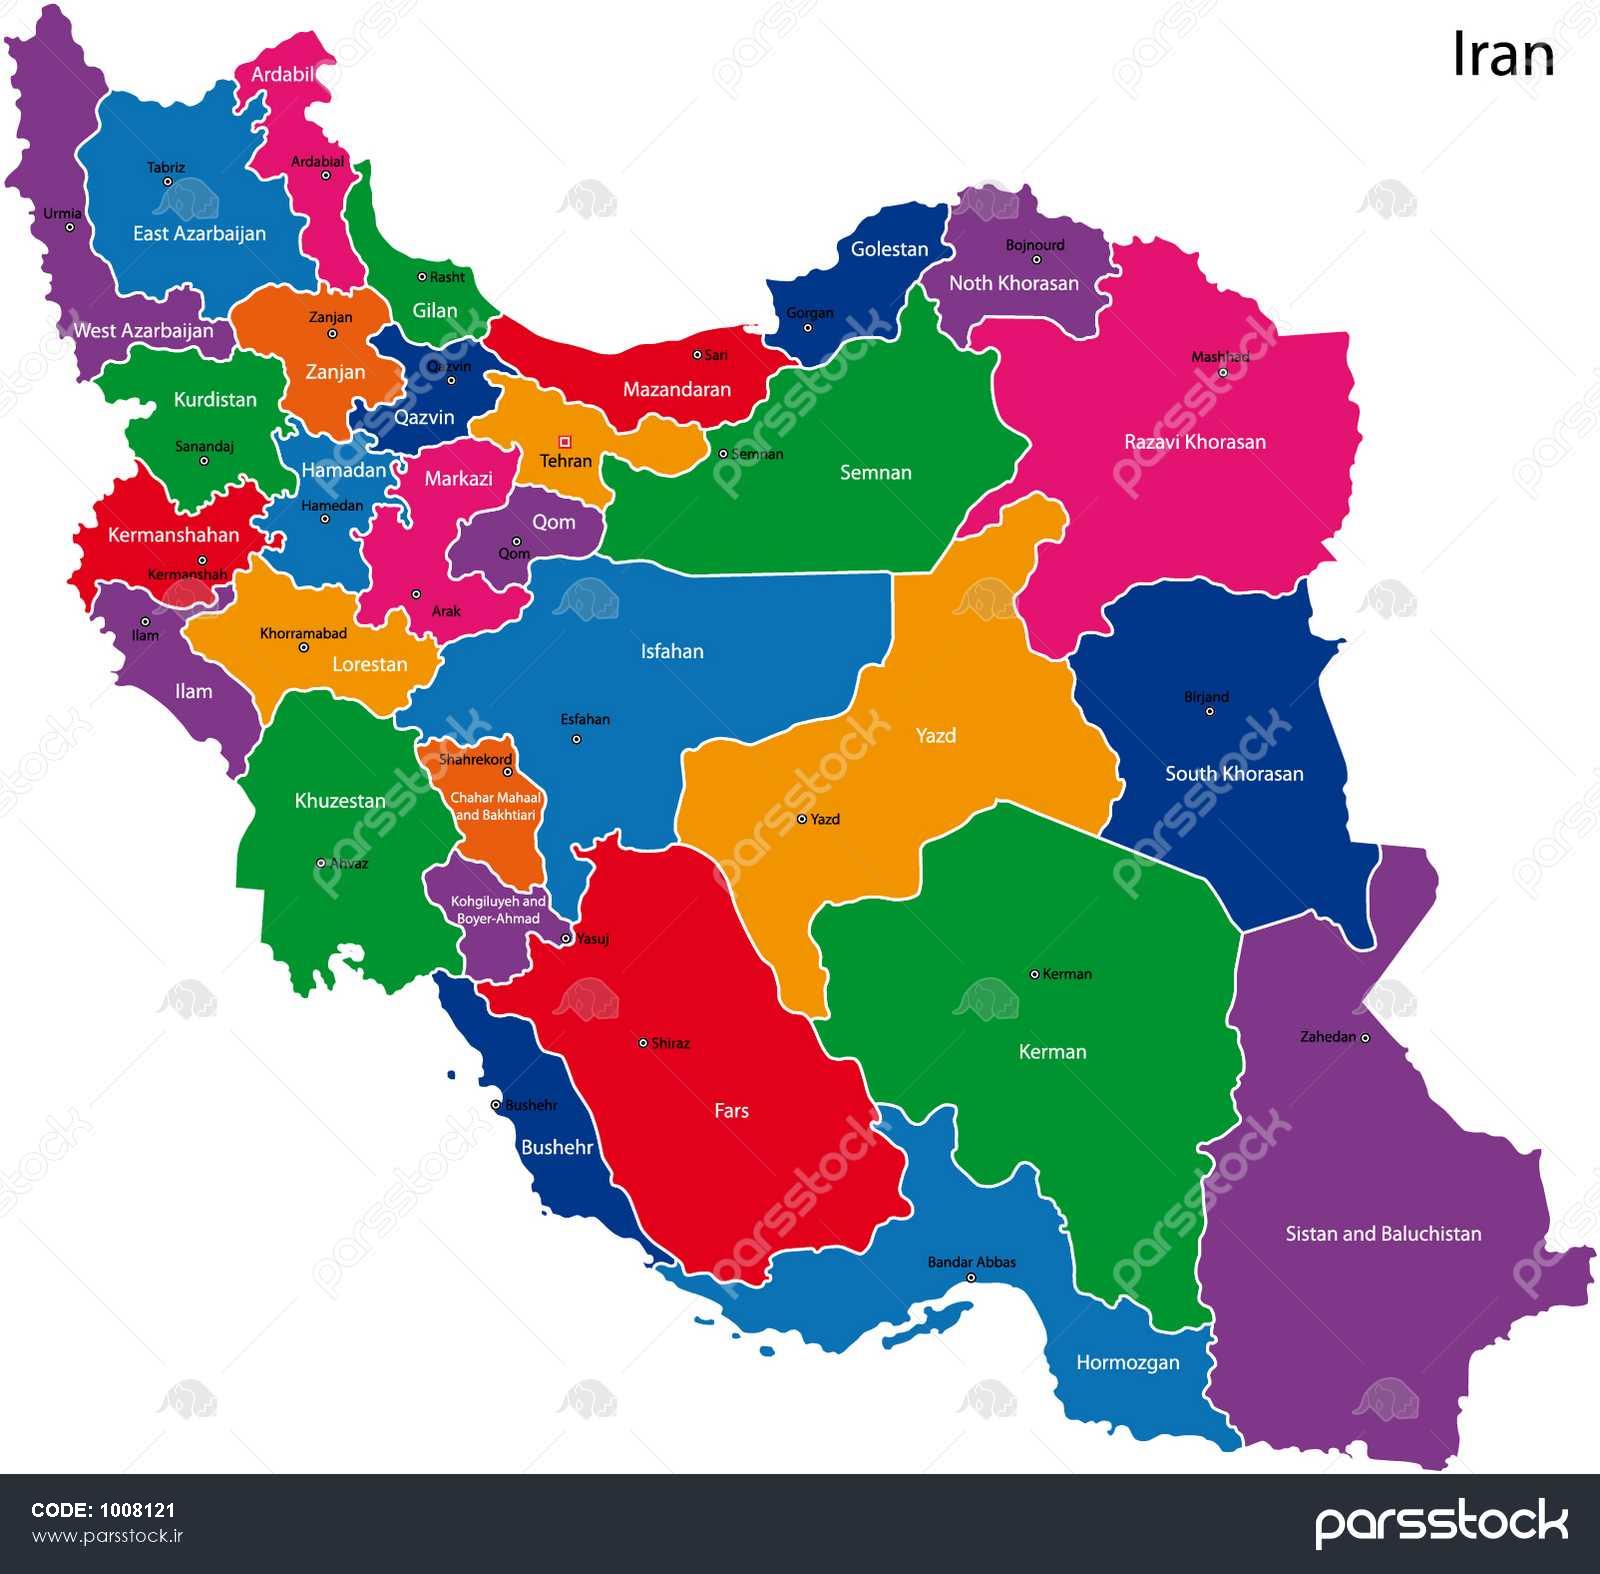 Iran
Ardabil
Ardabial
Tabriz
East Azarbaijan
Urmia
West Azarbaijan
Rasht
Gilan
Zanjan
Zanjan
Qazvin
Qazvin
Golestan
Gorgan
Bojnourd
Noth Khorasan
Sari
Mazandaran
Mashhad
Razavi Khorasan
Kurdistan
Sanandaj
Hamadan
Hamedan
Markazi
Arak
Tehran
Semnan
Semnan
Qom
Qom
Kermanshahan
Kermanshah
Ilam
Ilam
Khorramabad
Lorestan
Isfahan
Esfahan
Yazd
Yazd
Birjand
South Khorasan
Khuzestan
Ahvaz
Shahrekord
Chahar Mahaal
and Bakhtiari
Kohgiluyeh and
Boyer-Ahmad
Yasuj
Kerman
Kerman
Shiraz
Fars
Bushehr
Bushehr
Zahedan
Sistan and Baluchistan
Bandar Abbas
Hormozgan
parsstock
CODE: 1008121
www.parsstock.ir
parsstock